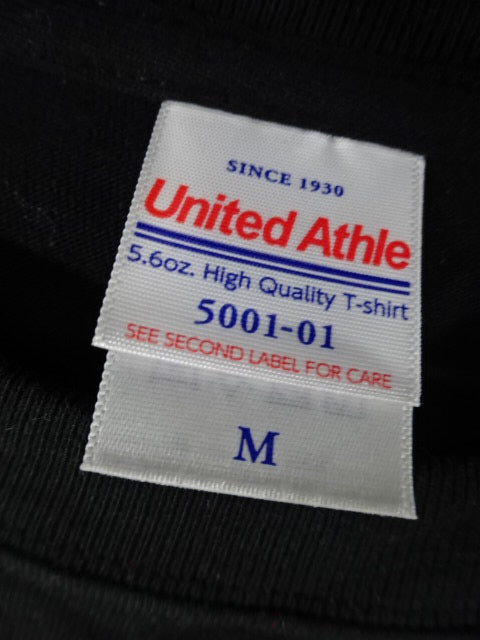 SINCE 1930
United Athle
5.6oz. High Quality T-shirt
5001-01
SEE SECOND LABEL FOR CARE
M